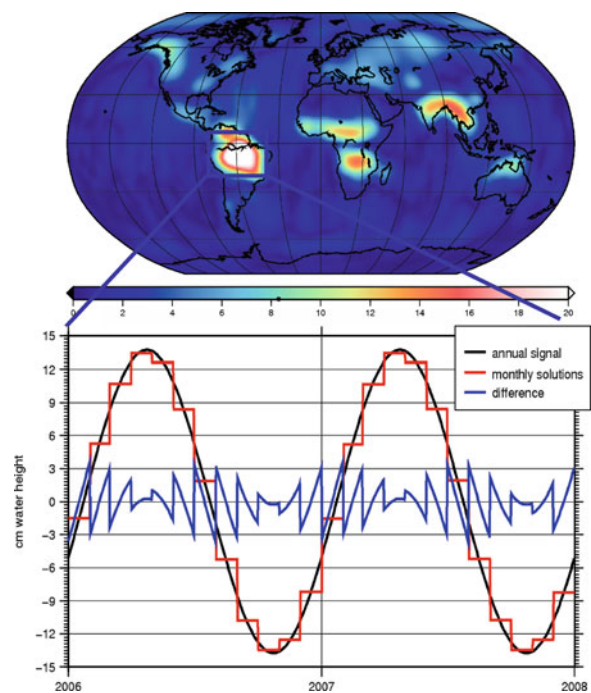 0 2 4 6 8 10 12 14 16 18 20
15
12
9
6
3
0
−3
−6
−9
−12
−15
cm water height
annual signal
monthly solutions
difference
2006 2007 2008